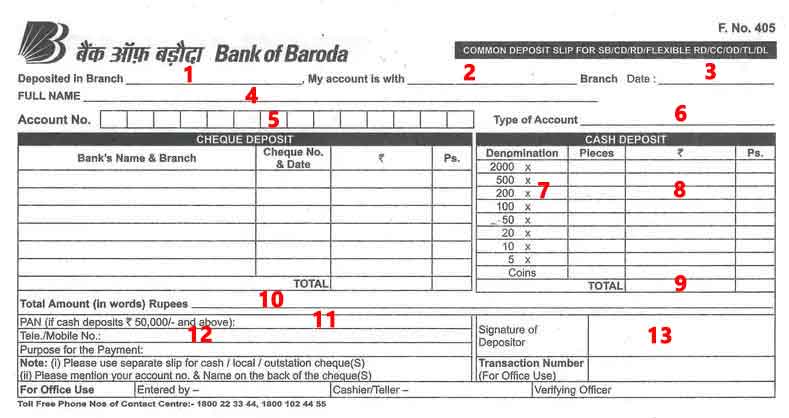 F. No. 405
बैंक ऑफ़ बड़ौदा Bank of Baroda
COMMON DEPOSIT SLIP FOR SB/CD/RD/FLEXIBLE RD/CC/OD/TL/DL
Deposited in Branch 1 , My account is with 2 Branch Date : 3
FULL NAME 4
Account No. 5 Type of Account 6
CHEQUE DEPOSIT CASH DEPOSIT
Bank's Name & Branch Cheque No. & Date ₹ Ps. Denomination Pieces ₹ Ps.
2000 x
500 x
200 x 7 8
100 x
50 x
20 x
10 x
5 x
Coins
TOTAL TOTAL 9
Total Amount (in words) Rupees 10
PAN (if cash deposits ₹ 50,000/- and above): 11
Tele./Mobile No.: 12
Signature of Depositor 13
Purpose for the Payment:
Note: (i) Please use separate slip for cash / local / outstation cheque(S)
(ii) Please mention your account no. & Name on the back of the cheque(S)
Transaction Number
(For Office Use)
For Office Use Entered by – Cashier/Teller – Verifying Officer
Toll Free Phone Nos of Contact Centre:- 1800 22 33 44, 1800 102 44 55